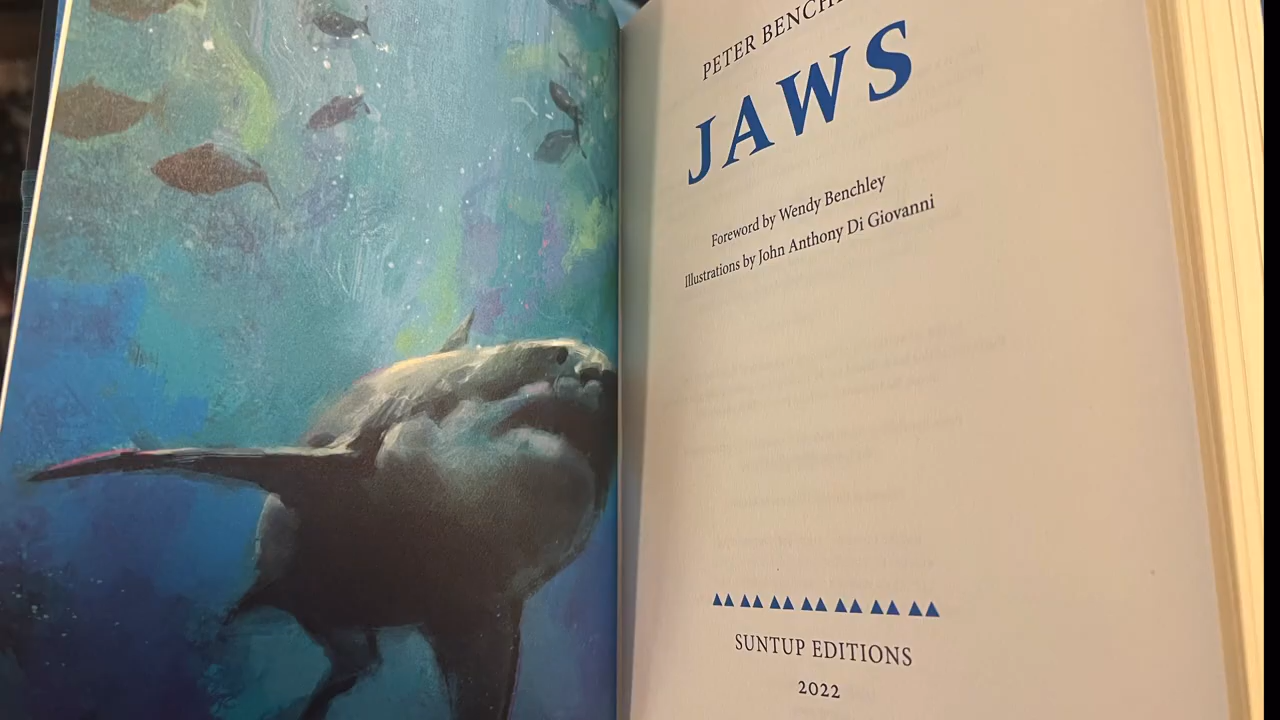 PETER BENCH
JAWS
Foreword by Wendy Benchley
Illustrations by John Anthony Di Giovanni
SUNTUP EDITIONS
2022